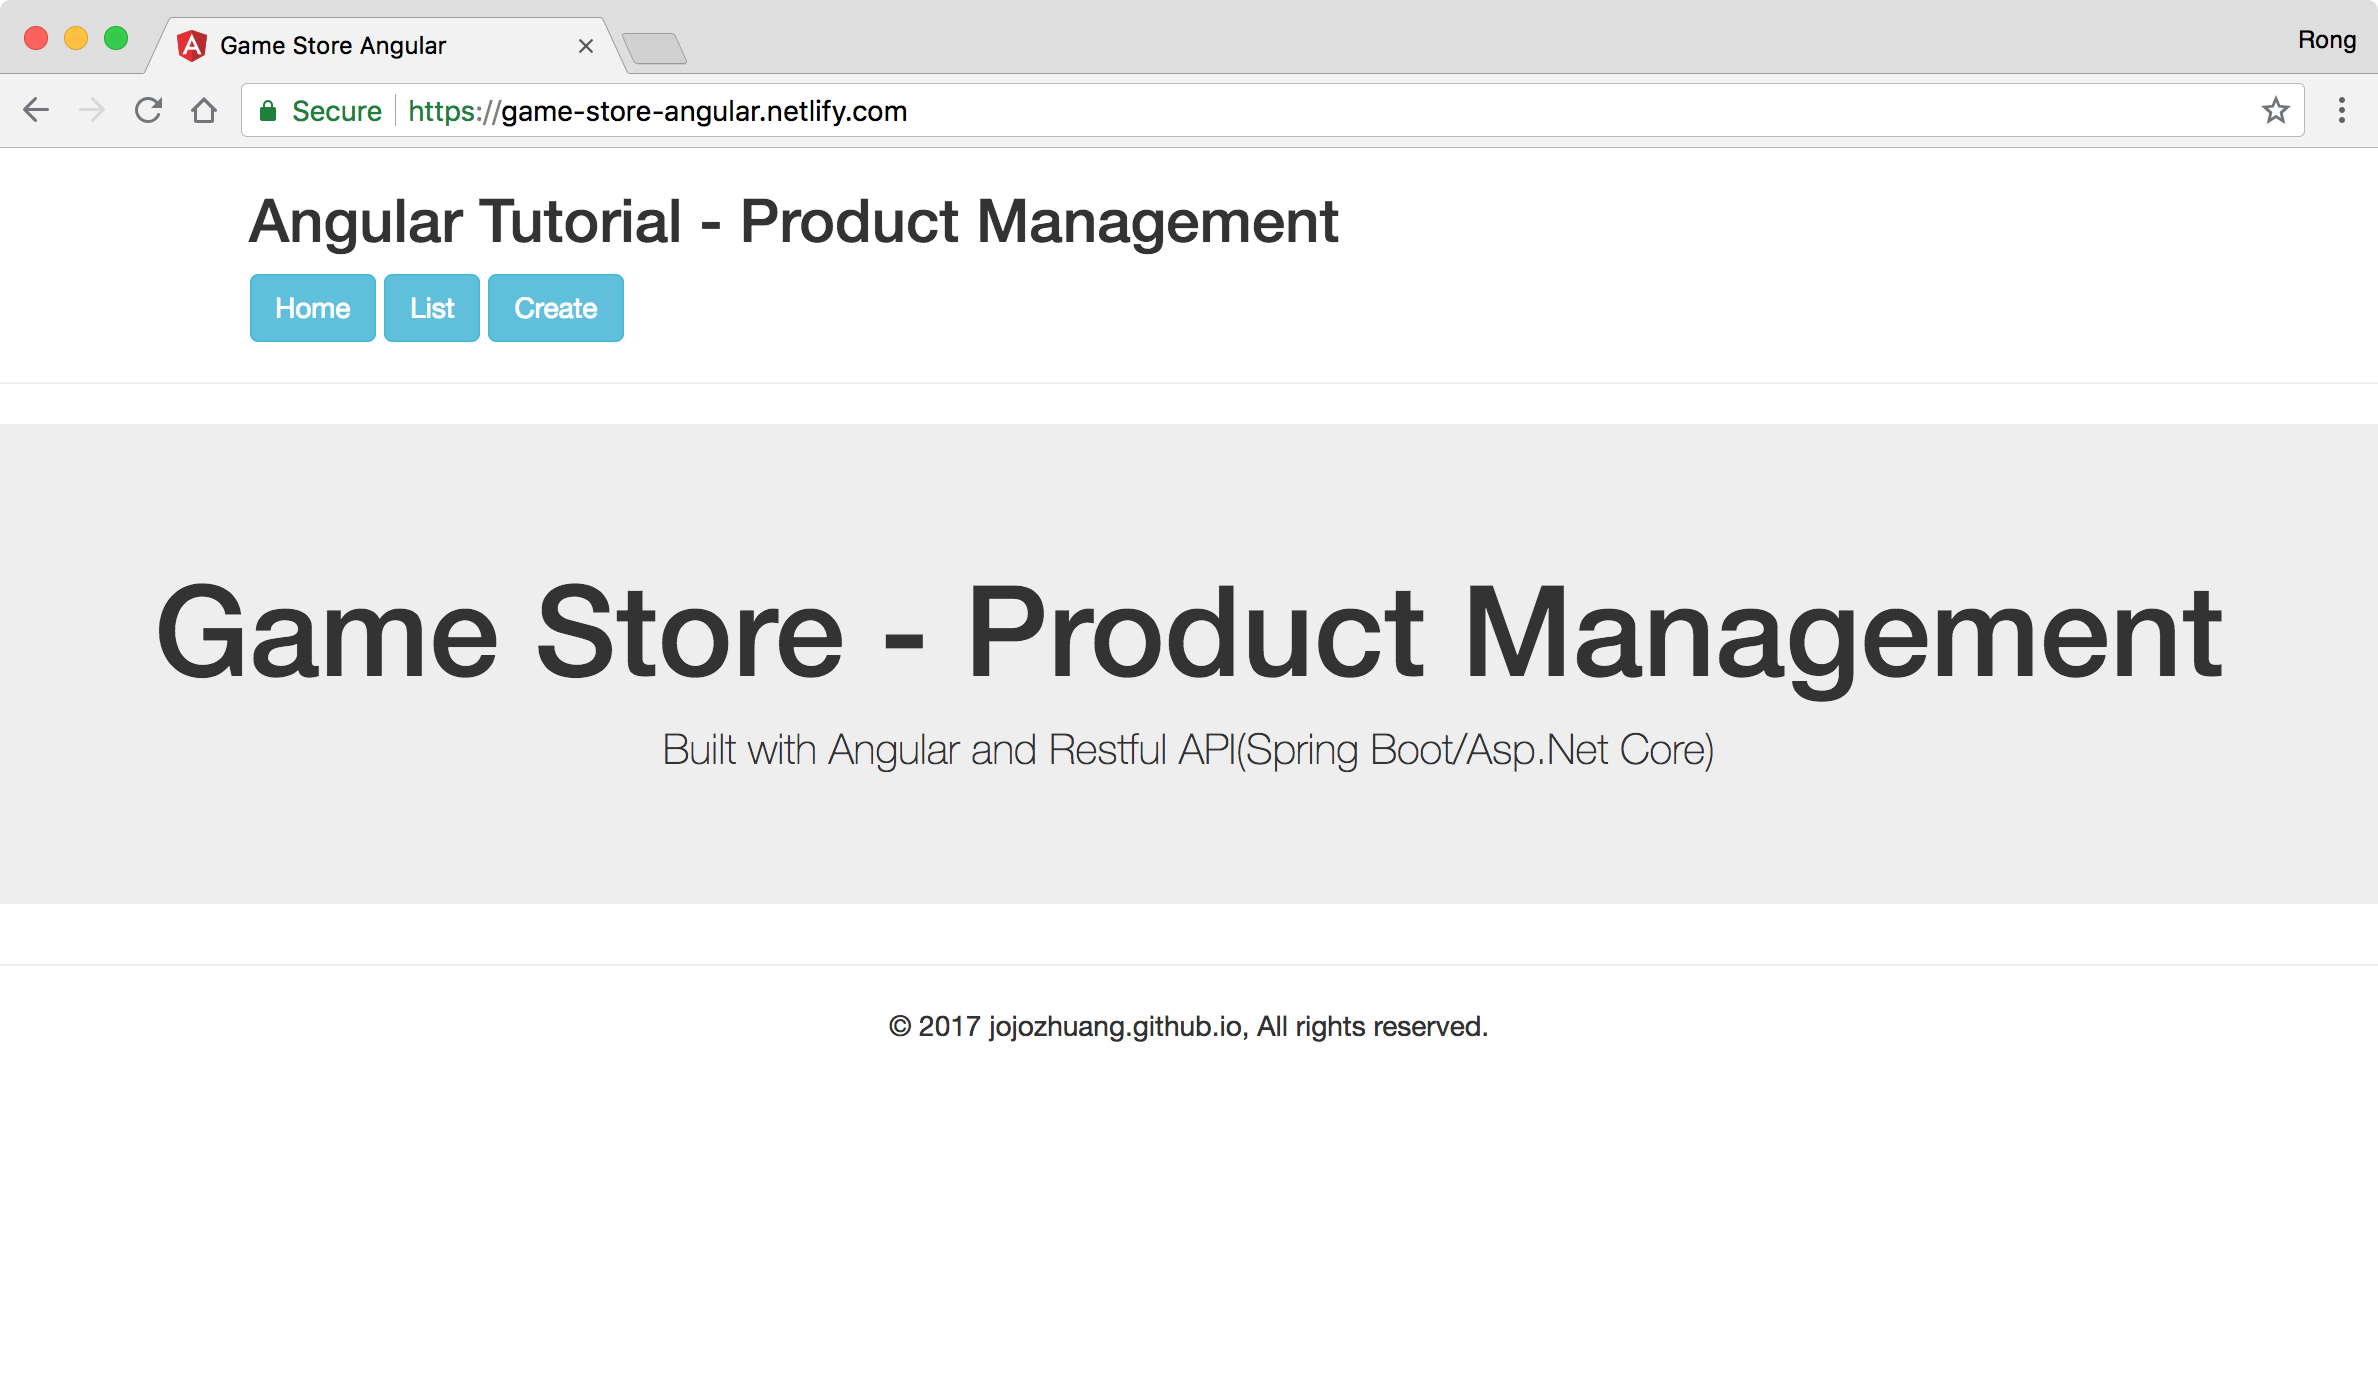 Game Store Angular
Rong
Secure https://game-store-angular.netlify.com
Angular Tutorial - Product Management
Home List Create
Game Store - Product Management
Built with Angular and Restful API(Spring Boot/Asp.Net Core)
© 2017 jojozhuang.github.io, All rights reserved.